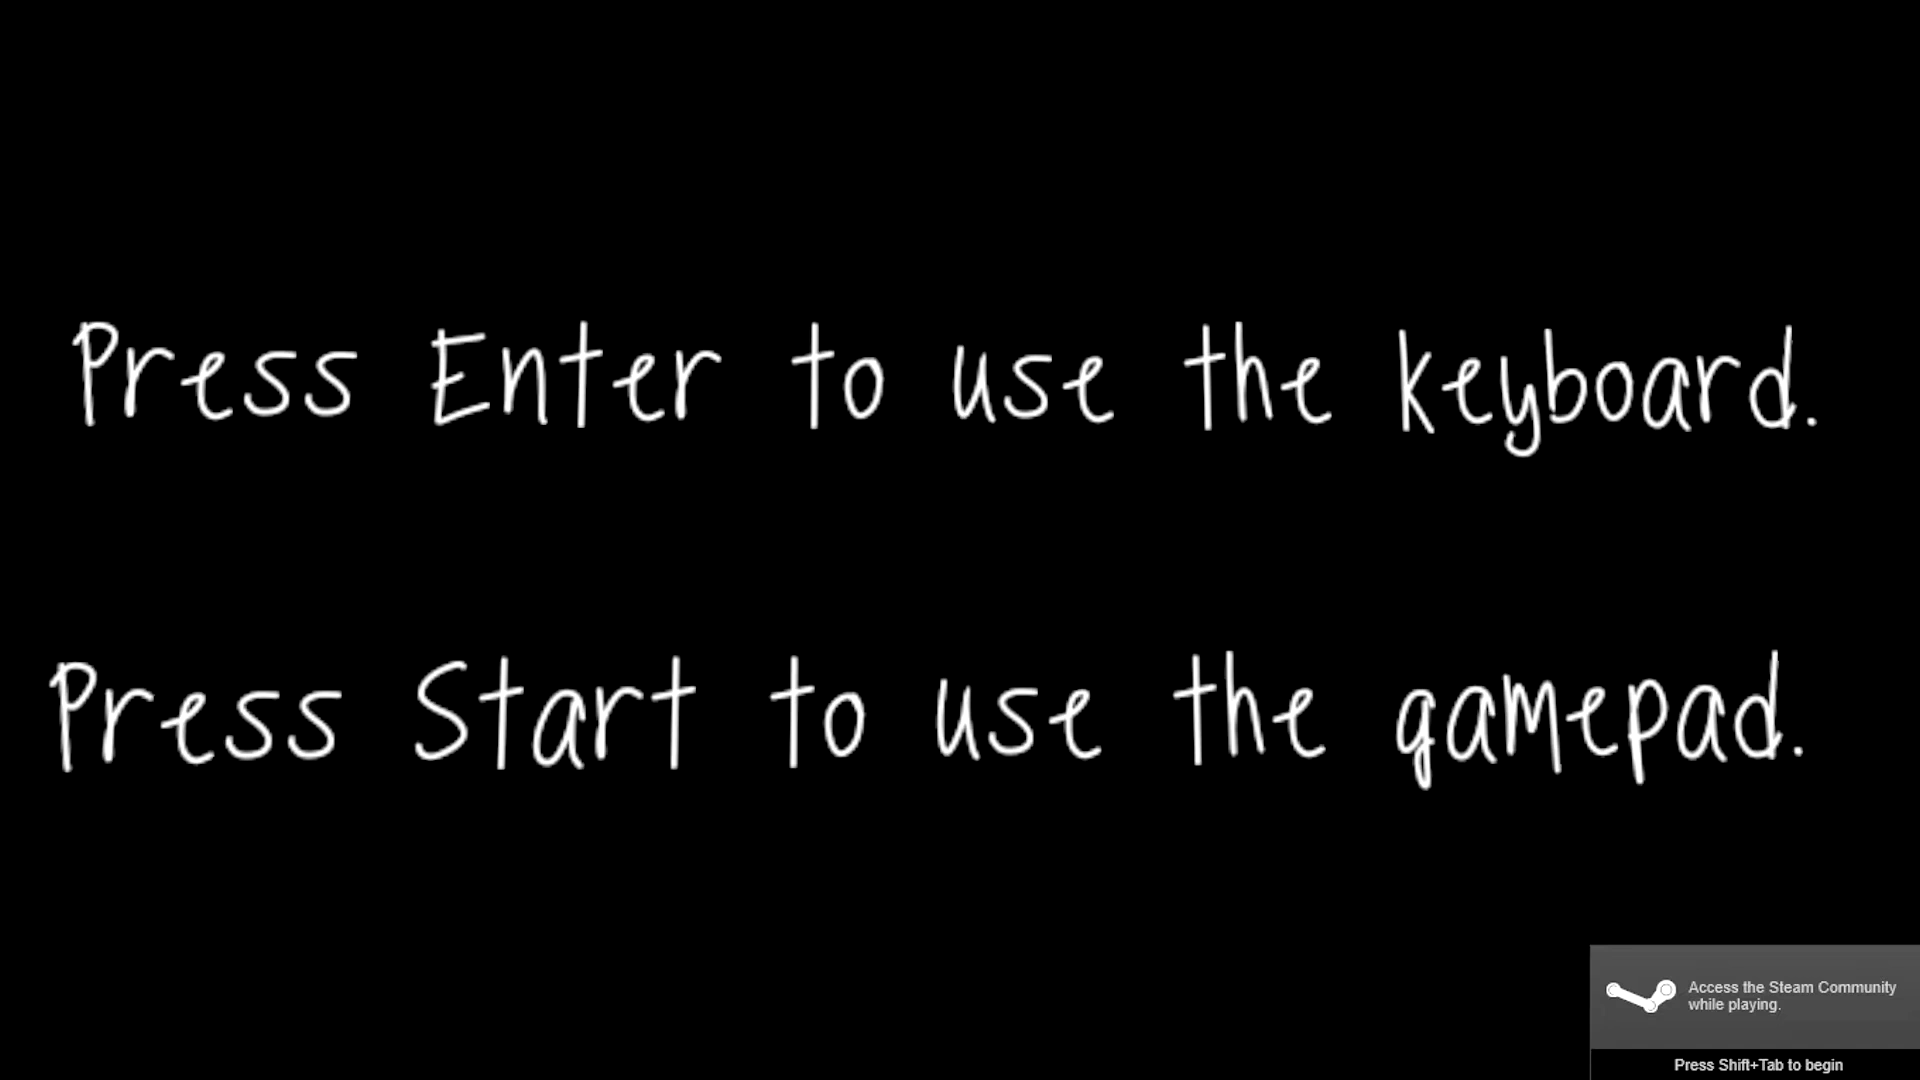 Press Enter to use the keyboard.
Press Start to use the gamepad.
Access the Steam Community
while playing.
Press Shift+Tab to begin